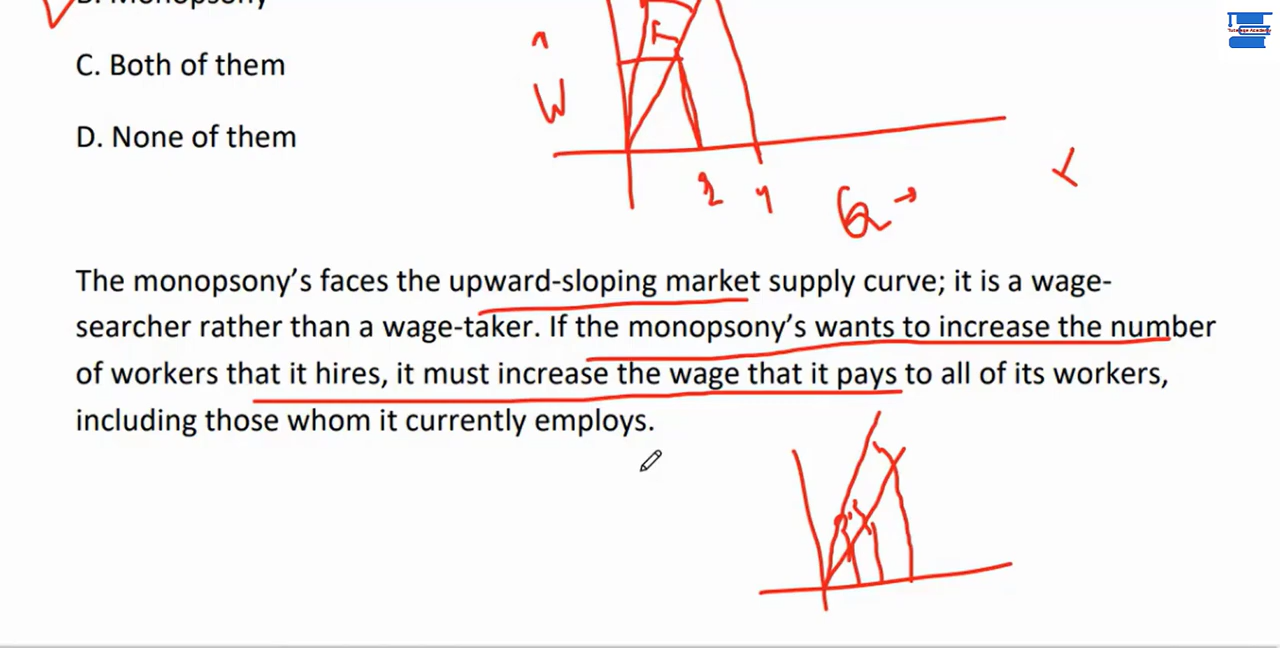 B. Monopsony
C. Both of them
W
D. None of them
2
Q
The monopsony’s faces the upward-sloping market supply curve; it is a wage-
searcher rather than a wage-taker. If the monopsony’s wants to increase the number
of workers that it hires, it must increase the wage that it pays to all of its workers,
including those whom it currently employs.